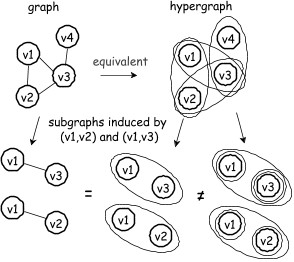 graph hypergraph
v4 v4
v1 v1
equivalent
v3 v3
v2 v2
subgraphs induced by
(v1,v2) and (v1,v3)
v1 v1 v1
v3 v3 v3
= ≠
v1 v1 v1
v2 v2 v2